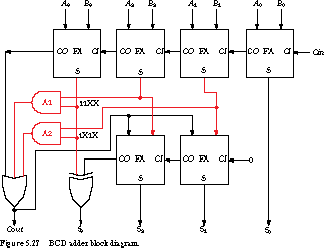 A₃ B₃ A₂ B₂ A₁ B₁ A₀ B₀
CO FA CI CO FA CI CO FA CI CO FA CI Cin
S S S S
A1 11XX
A2 1X1X
CO FA CI CO FA CI 0
S S
Cout S₃ S₂ S₁ S₀
Figure 5.27 BCD adder block diagram.